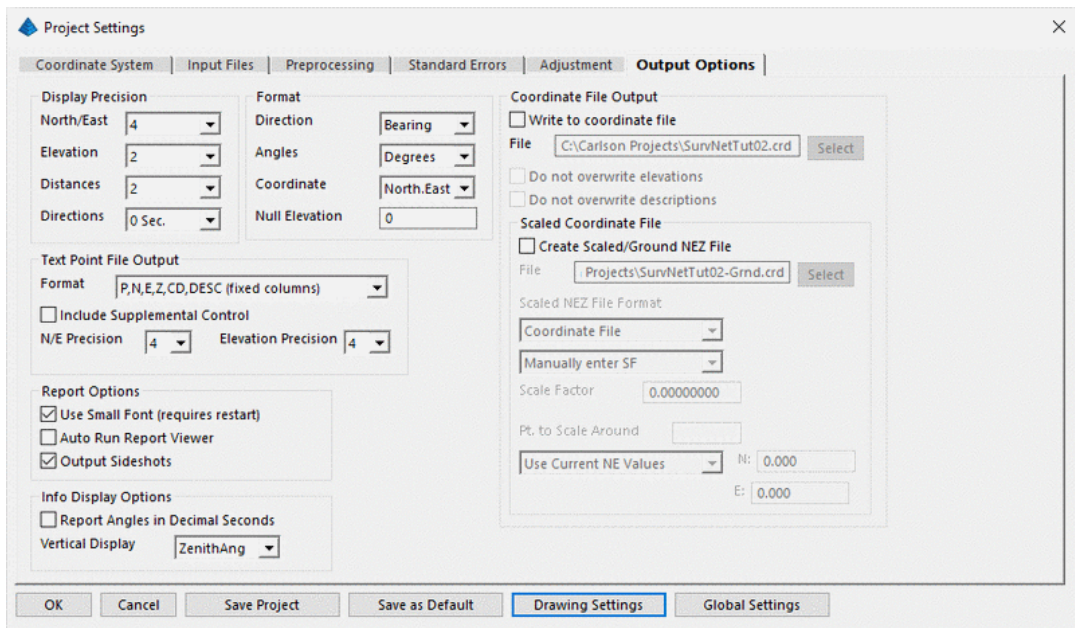 Project Settings
Coordinate System
Input Files
Preprocessing
Standard Errors
Adjustment
Output Options
Display Precision
North/East
4
Elevation
2
Distances
2
Directions
0 Sec.
Format
Direction
Bearing
Angles
Degrees
Coordinate
North.East
Null Elevation
0
Text Point File Output
Format
P,N,E,Z,CD,DESC (fixed columns)
Include Supplemental Control
N/E Precision
4
Elevation Precision
4
Report Options
Use Small Font (requires restart)
Auto Run Report Viewer
Output Sideshots
Info Display Options
Report Angles in Decimal Seconds
Vertical Display
ZenithAng
Coordinate File Output
Write to coordinate file
File
C:\Carlson Projects\SurvNetTut02.crd
Select
Do not overwrite elevations
Do not overwrite descriptions
Scaled Coordinate File
Create Scaled/Ground NEZ File
File
Projects\SurvNetTut02-Grnd.crd
Select
Scaled NEZ File Format
Coordinate File
Manually enter SF
Scale Factor
0.00000000
Pt. to Scale Around
Use Current NE Values
N:
0.000
E:
0.000
OK
Cancel
Save Project
Save as Default
Drawing Settings
Global Settings